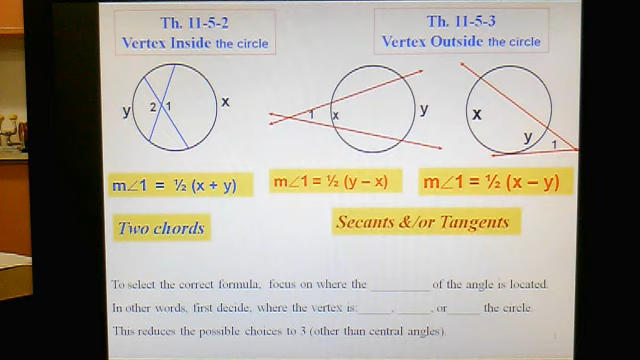 Th. 11-5-2
Vertex Inside the circle
Th. 11-5-3
Vertex Outside the circle
y 2 1 x
1 x y
x y 1
m∠1 = ½ (x + y)
m∠1 = ½ (y – x)
m∠1 = ½ (x – y)
Two chords
Secants &/or Tangents
To select the correct formula, focus on where the __________ of the angle is located.
In other words, first decide, where the vertex is: _____, _____, or _____ the circle.
This reduces the possible choices to 3 (other than central angles).
1